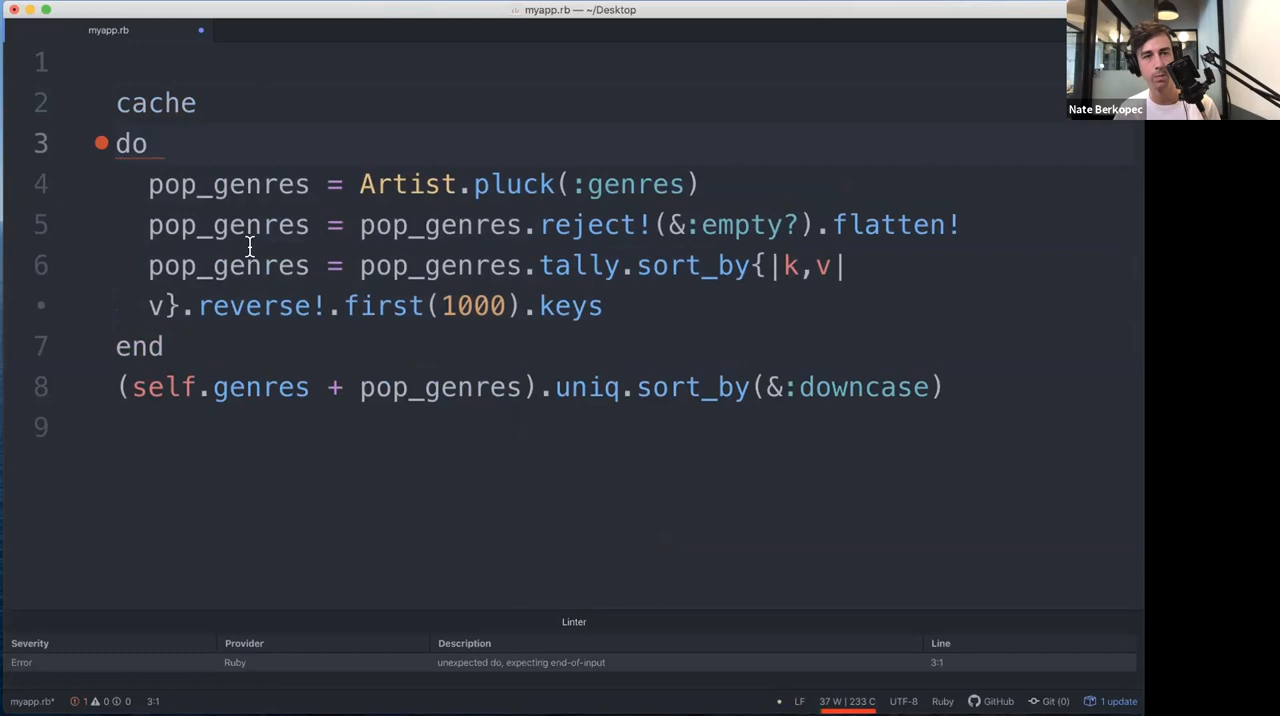 myapp.rb — ~/Desktop
myapp.rb
Nate Berkopec
1
2 cache
3 do
4 pop_genres = Artist.pluck(:genres)
5 pop_genres = pop_genres.reject!(&:empty?).flatten!
6 pop_genres = pop_genres.tally.sort_by{|k,v|
• v}.reverse!.first(1000).keys
7 end
8 (self.genres + pop_genres).uniq.sort_by(&:downcase)
9
Linter
Severity Provider Description Line
Error Ruby unexpected do, expecting end-of-input 3:1
myapp.rb* 1 0 0 3:1 LF 37 W | 233 C UTF-8 Ruby GitHub Git (0) 1 update